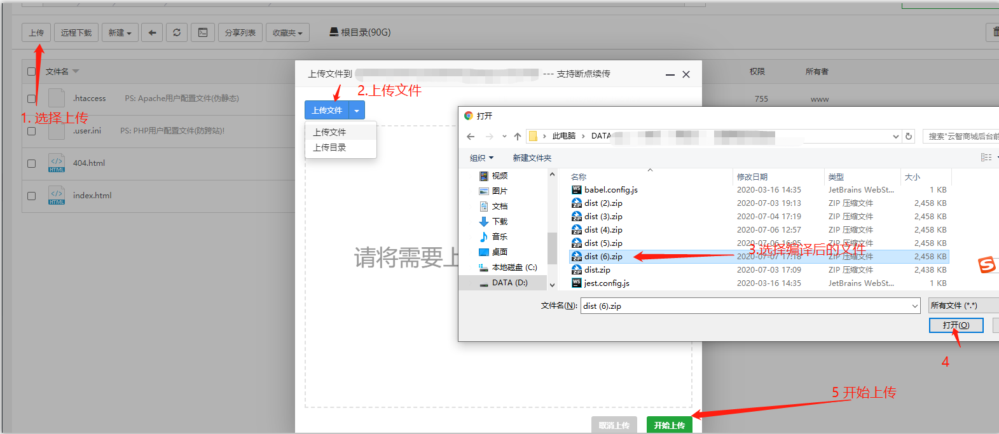 上传 远程下载 新建 分享列表 收藏夹 根目录(90G)
文件名 权限 所有者
.htaccess PS: Apache用户配置文件(伪静态) 755 www
1. 选择上传
.user.ini PS: PHP用户配置文件(防跨站)!
404.html
index.html
上传文件到 --- 支持断点续传
2.上传文件
上传文件
上传文件
上传目录
请将需要上
打开
此电脑 › DATA
搜索"云智商城后台前
组织 新建文件夹
视频
图片
文档
下载
音乐
桌面
本地磁盘 (C:)
DATA (D:)
名称 修改日期 类型 大小
babel.config.js 2020-03-16 14:35 JetBrains WebSt... 1 KB
dist (2).zip 2020-07-03 19:13 ZIP 压缩文件 2,458 KB
dist (3).zip 2020-07-04 17:19 ZIP 压缩文件 2,458 KB
dist (4).zip 2020-07-06 12:57 ZIP 压缩文件 2,458 KB
dist (5).zip 2020-07-06 16:05 ZIP 压缩文件 2,458 KB
3.选择编译后的文件
dist (6).zip 2020-07-07 17:18 ZIP 压缩文件 2,458 KB
dist.zip 2020-07-03 17:09 ZIP 压缩文件 2,438 KB
jest.config.js 2020-03-16 14:35 JetBrains WebSt... 1 KB
文件名(N): dist (6).zip 所有文件 (*.*)
打开(O)
4
5 开始上传
取消上传 开始上传